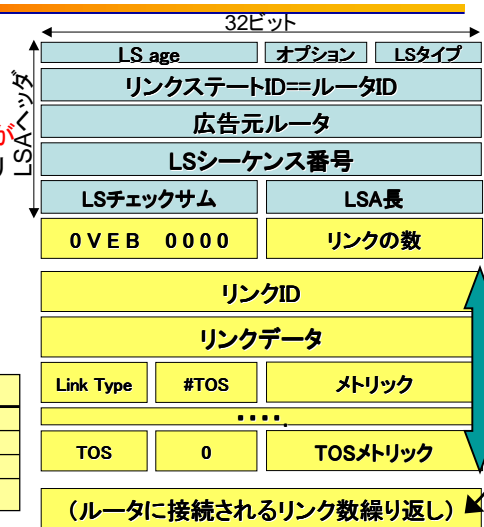 32ビット
LS age オプション LSタイプ
リンクステートID==ルータID
広告元ルータ
LSシーケンス番号
LSチェックサム LSA長
LSAヘッダ
が
0 V E B 0 0 0 0 リンクの数
リンクID
リンクデータ
Link Type #TOS メトリック
....
TOS 0 TOSメトリック
(ルータに接続されるリンク数繰り返し)